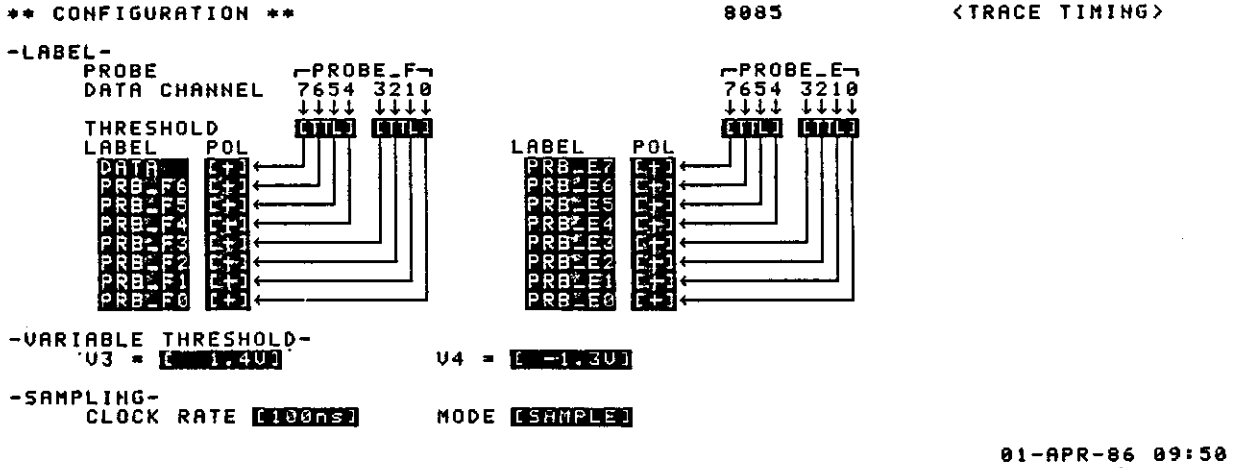 ** CONFIGURATION ** 8085 <TRACE TIMING>
-LABEL-
PROBE PROBE_F PROBE_E
DATA CHANNEL 7654 3210 7654 3210
↓↓↓↓ ↓↓↓↓ ↓↓↓↓ ↓↓↓↓
THRESHOLD [TTL] [TTL] [TTL] [TTL]
LABEL POL LABEL POL
DATA [+] ← PRB_E7 [+] ←
PRB_F6 [+] ← PRB_E6 [+] ←
PRB_F5 [+] ← PRB_E5 [+] ←
PRB_F4 [+] ← PRB_E4 [+] ←
PRB_F3 [+] ← PRB_E3 [+] ←
PRB_F2 [+] ← PRB_E2 [+] ←
PRB_F1 [+] ← PRB_E1 [+] ←
PRB_F0 [+] ← PRB_E0 [+] ←
-VARIABLE THRESHOLD-
V3 = [ 1.4V] V4 = [ -1.3V]
-SAMPLING-
CLOCK RATE [100ns] MODE [SAMPLE]
01-APR-86 09:50